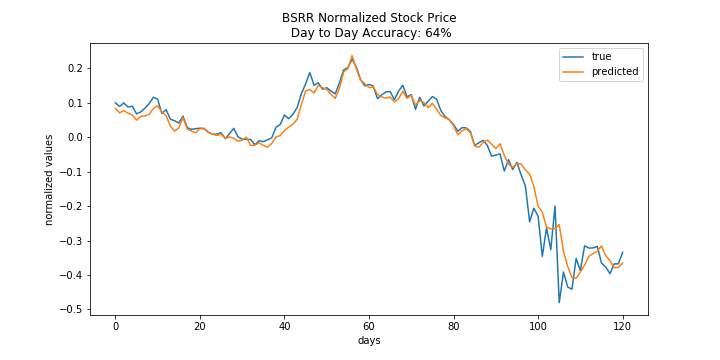 BSRR Normalized Stock Price
Day to Day Accuracy: 64%
true
predicted
normalized values
0.2
0.1
0.0
−0.1
−0.2
−0.3
−0.4
−0.5
0
20
40
60
80
100
120
days